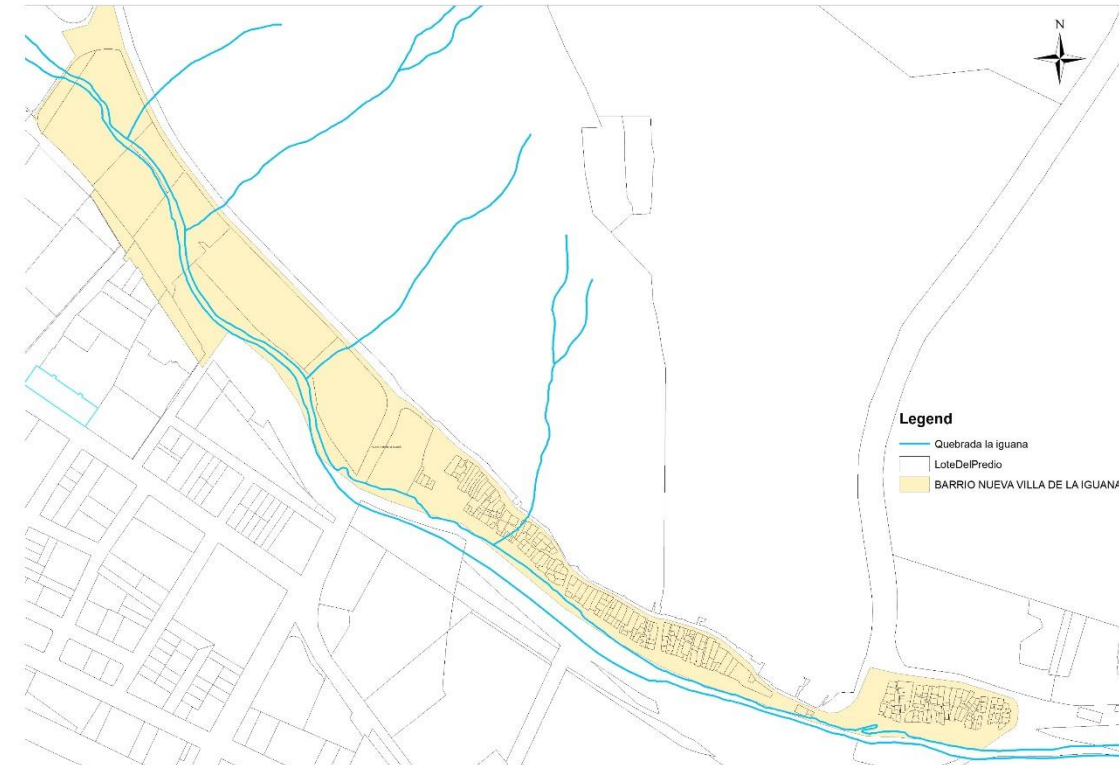 N
Legend
Quebrada la iguana
LoteDelPredio
BARRIO NUEVA VILLA DE LA IGUANA